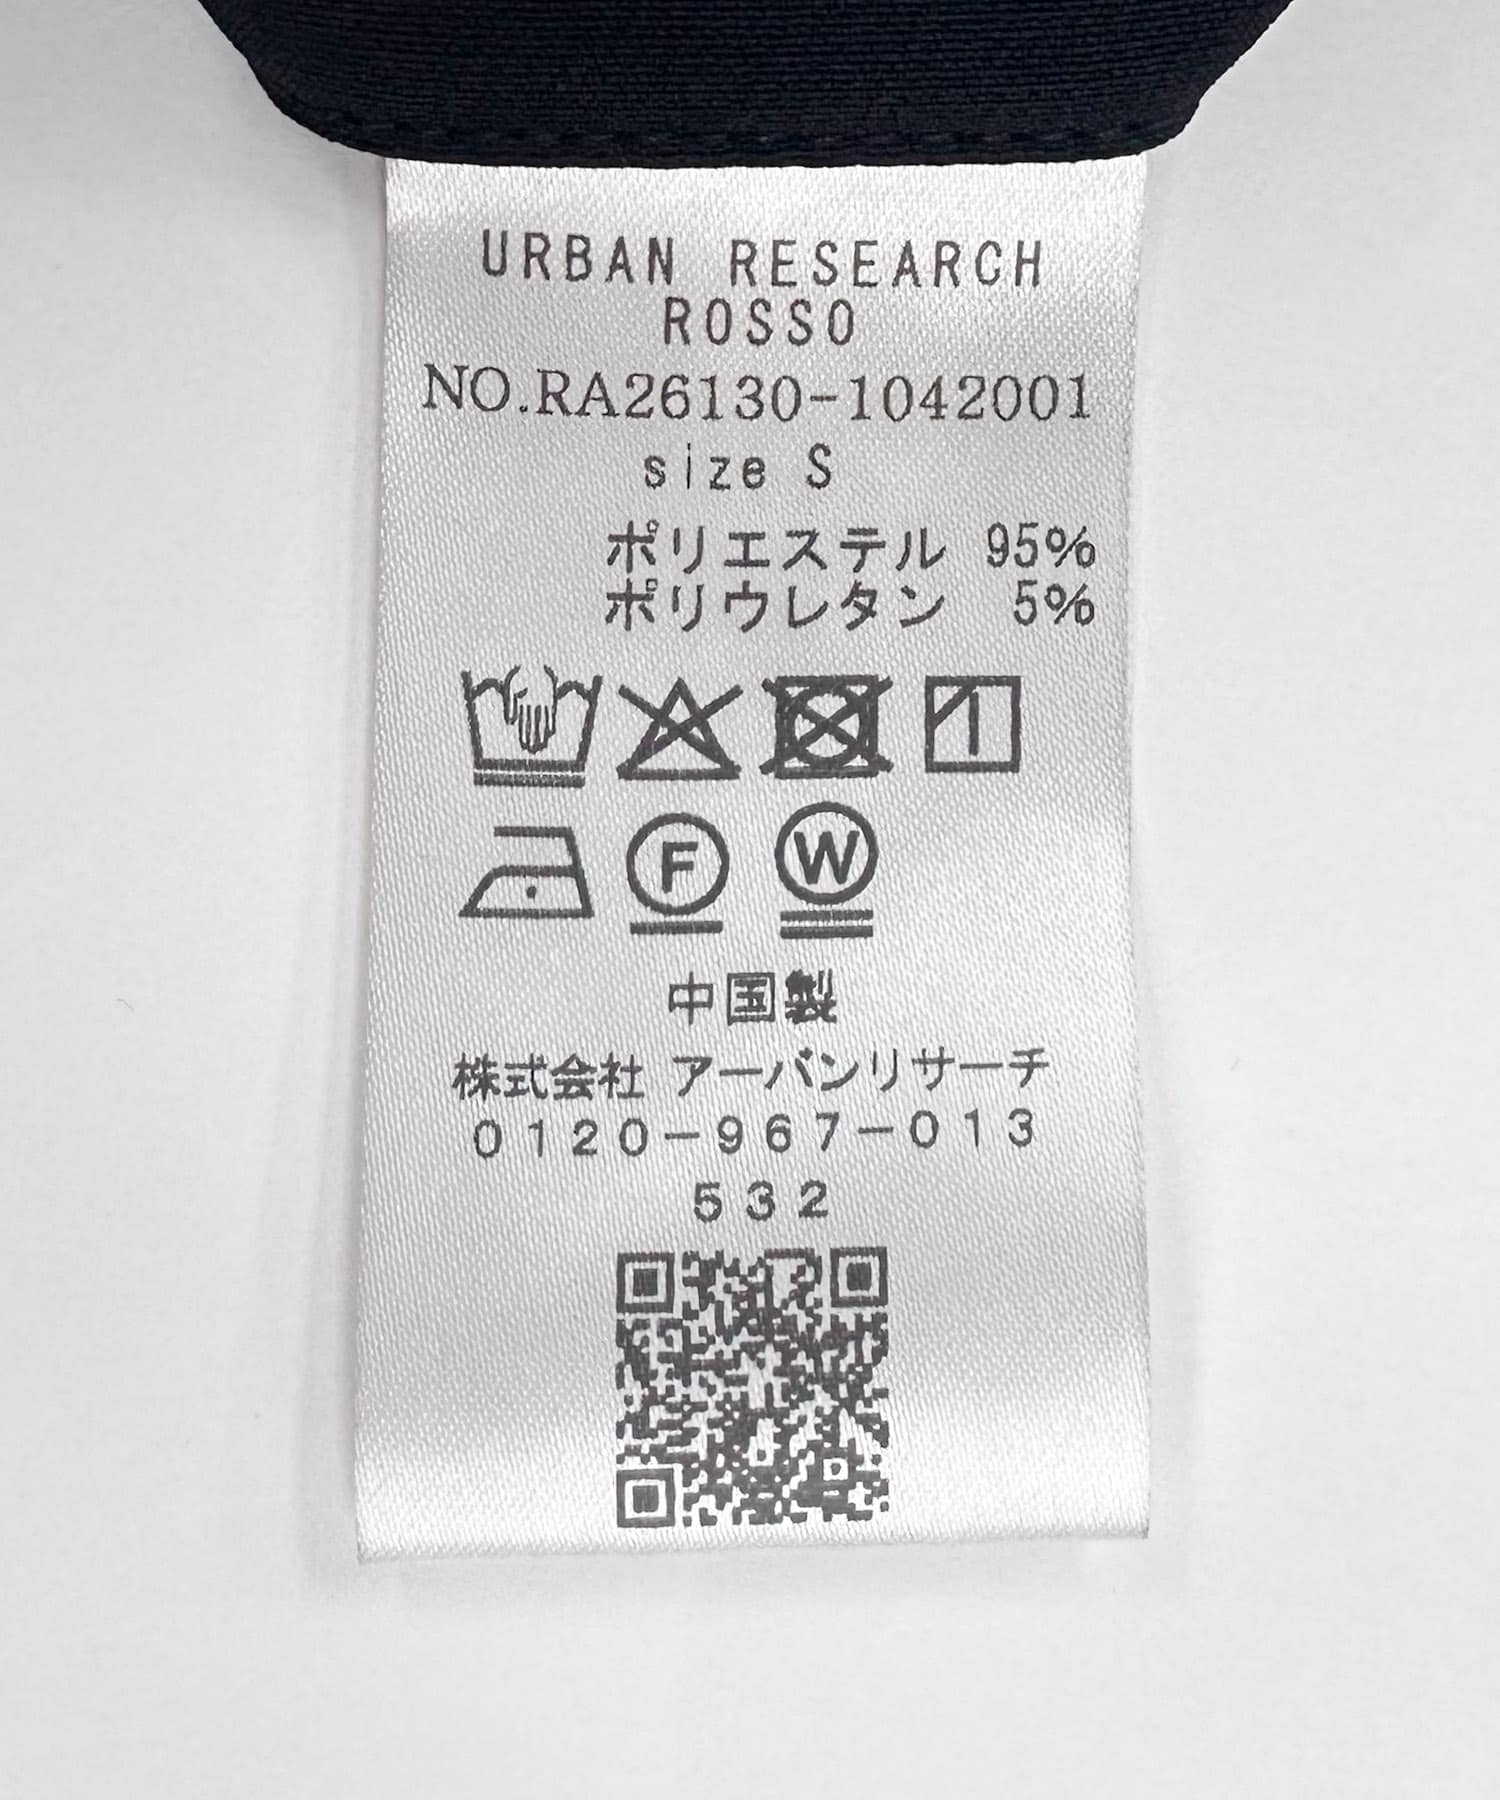 URBAN RESEARCH
ROSSO
NO.RA26130-1042001
size S
ポリエステル 95%
ポリウレタン 5%
1
F W
中国製
株式会社 アーバンリサーチ
0120-967-013
532